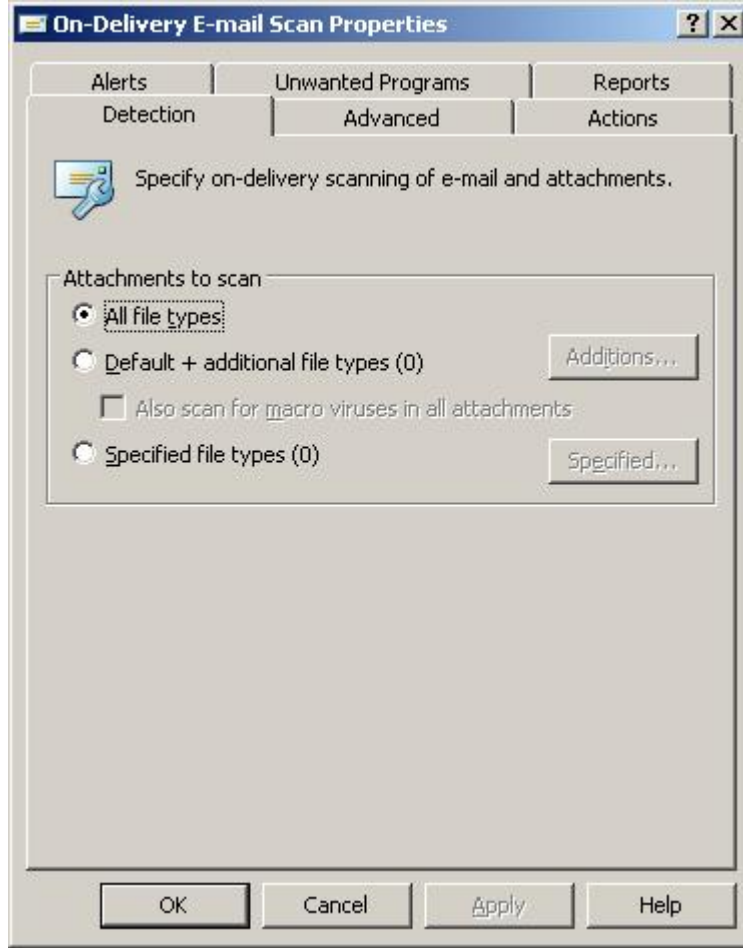 On-Delivery E-mail Scan Properties
Alerts Unwanted Programs Reports
Detection Advanced Actions
Specify on-delivery scanning of e-mail and attachments.
Attachments to scan
All file types
Default + additional file types (0) Additions...
Also scan for macro viruses in all attachments
Specified file types (0) Specified...
OK Cancel Apply Help